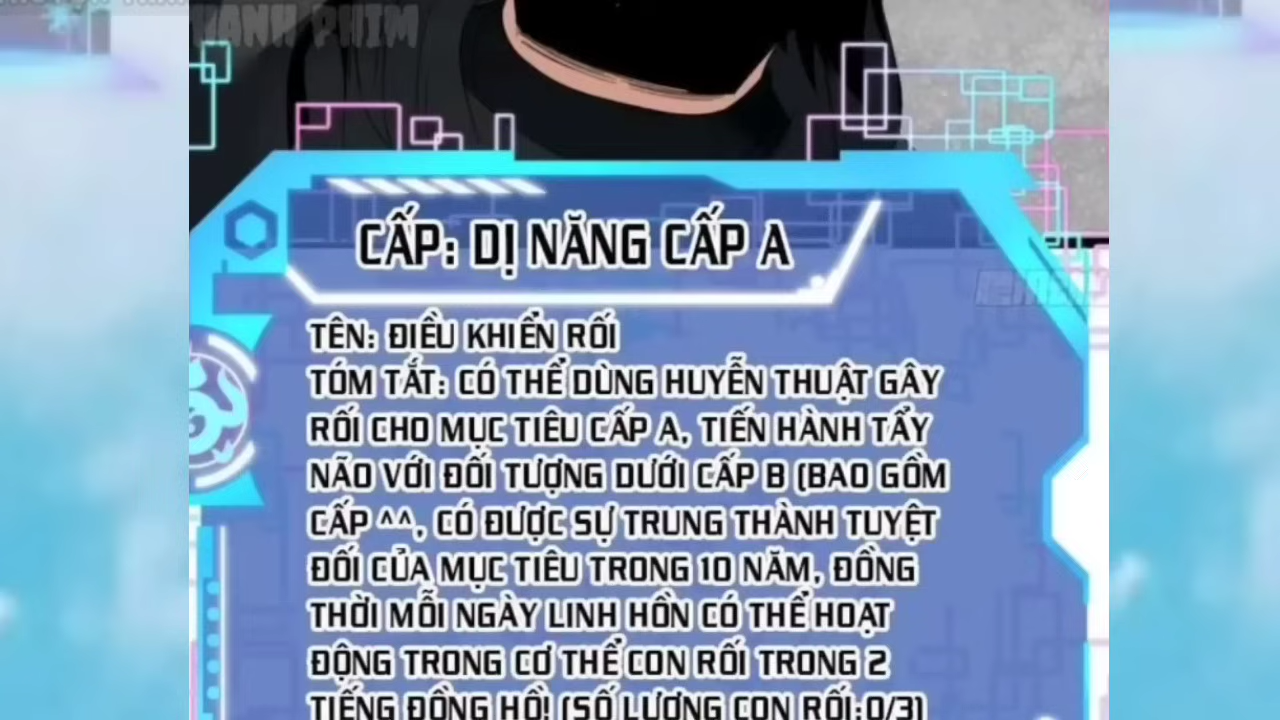 THANH PHIM
CẤP: DỊ NĂNG CẤP A
TÊN: ĐIỀU KHIỂN RỐI
TÓM TẮT: CÓ THỂ DÙNG HUYỄN THUẬT GÂY
RỐI CHO MỤC TIÊU CẤP A, TIẾN HÀNH TẨY
NÃO VỚI ĐỐI TƯỢNG DƯỚI CẤP B (BAO GỒM
CẤP ^^, CÓ ĐƯỢC SỰ TRUNG THÀNH TUYỆT
ĐỐI CỦA MỤC TIÊU TRONG 10 NĂM, ĐỒNG
THỜI MỖI NGÀY LINH HỒN CÓ THỂ HOẠT
ĐỘNG TRONG CƠ THỂ CON RỐI TRONG 2
TIẾNG ĐỒNG HỒ! (SỐ LƯỢNG CON RỐI:0/3)